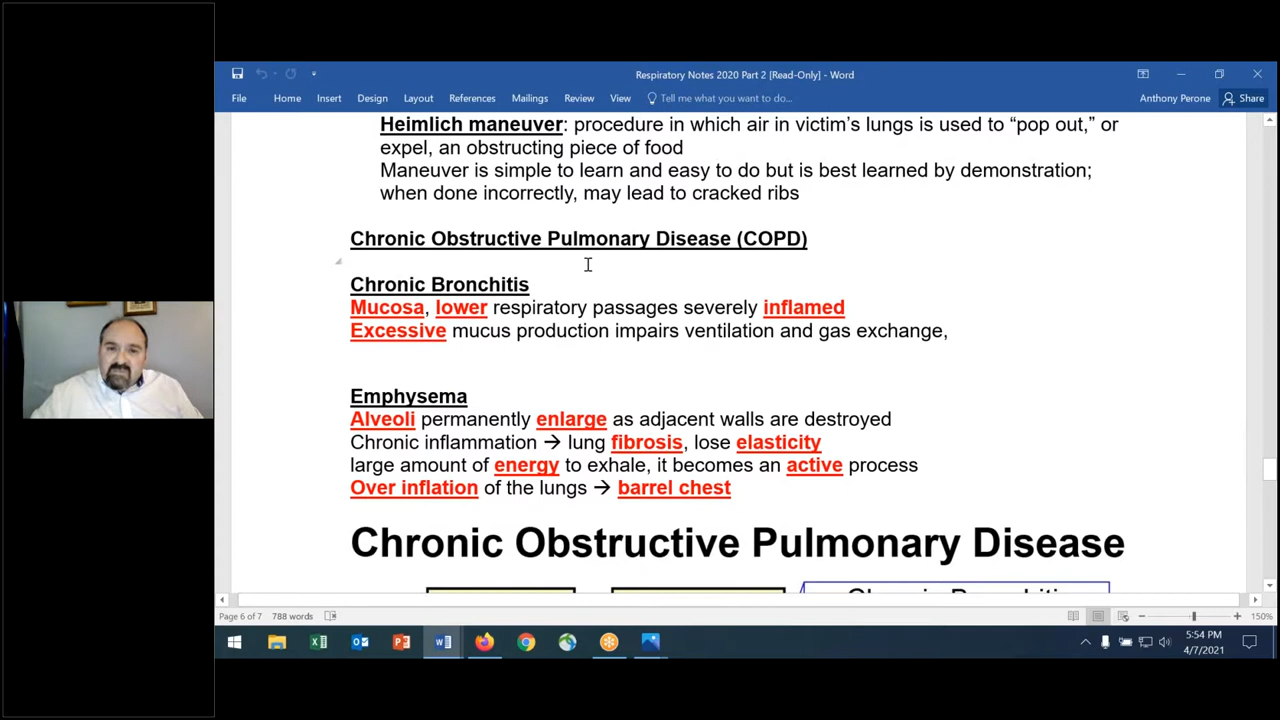 Respiratory Notes 2020 Part 2 [Read-Only] - Word
File Home Insert Design Layout References Mailings Review View Tell me what you want to do... Anthony Perone Share
Heimlich maneuver: procedure in which air in victim’s lungs is used to “pop out,” or
expel, an obstructing piece of food
Maneuver is simple to learn and easy to do but is best learned by demonstration;
when done incorrectly, may lead to cracked ribs
Chronic Obstructive Pulmonary Disease (COPD)
Chronic Bronchitis
Mucosa, lower respiratory passages severely inflamed
Excessive mucus production impairs ventilation and gas exchange,
Emphysema
Alveoli permanently enlarge as adjacent walls are destroyed
Chronic inflammation → lung fibrosis, lose elasticity
large amount of energy to exhale, it becomes an active process
Over inflation of the lungs → barrel chest
Chronic Obstructive Pulmonary Disease
Page 6 of 7 788 words 150%
5:54 PM
4/7/2021